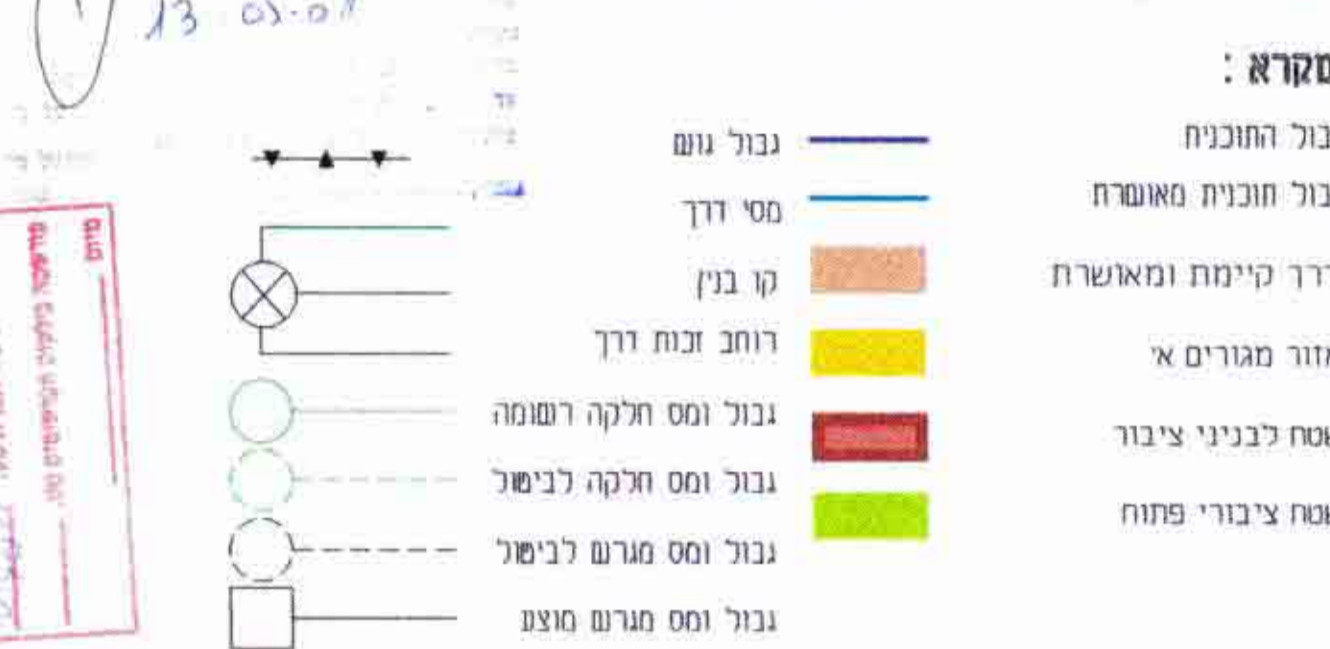 מקרא :
גבול התוכנית
גבול תוכנית מאושרת
דרך קיימת ומאושרת
אזור מגורים א'
שטח לבניני ציבור
שטח ציבורי פתוח
גבול גוש
מס' דרך
קו בנין
רוחב זכות דרך
גבול ומס חלקה רשומה
גבול ומס חלקה לביטול
גבול ומס מגרש לביטול
גבול ומס מגרש מוצע
13